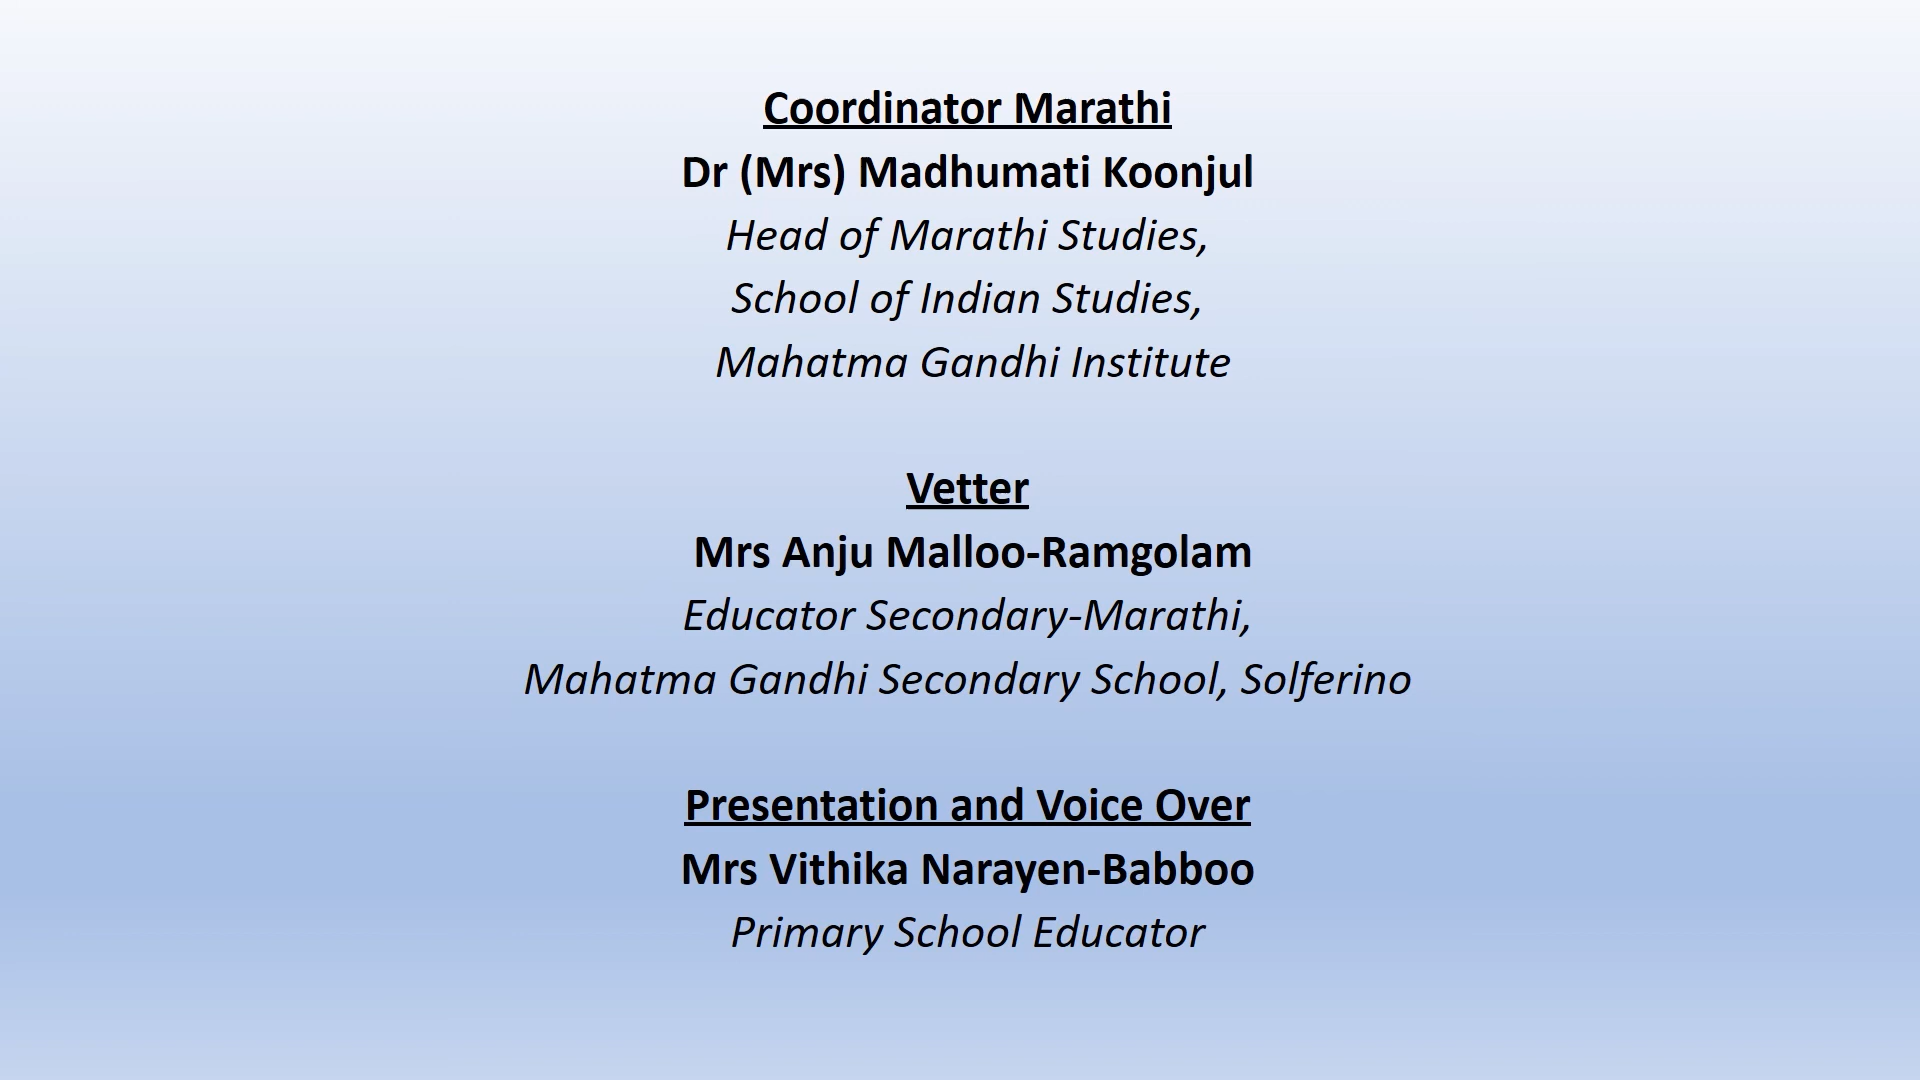 Coordinator Marathi
Dr (Mrs) Madhumati Koonjul
Head of Marathi Studies,
School of Indian Studies,
Mahatma Gandhi Institute
Vetter
Mrs Anju Malloo-Ramgolam
Educator Secondary-Marathi,
Mahatma Gandhi Secondary School, Solferino
Presentation and Voice Over
Mrs Vithika Narayen-Babboo
Primary School Educator